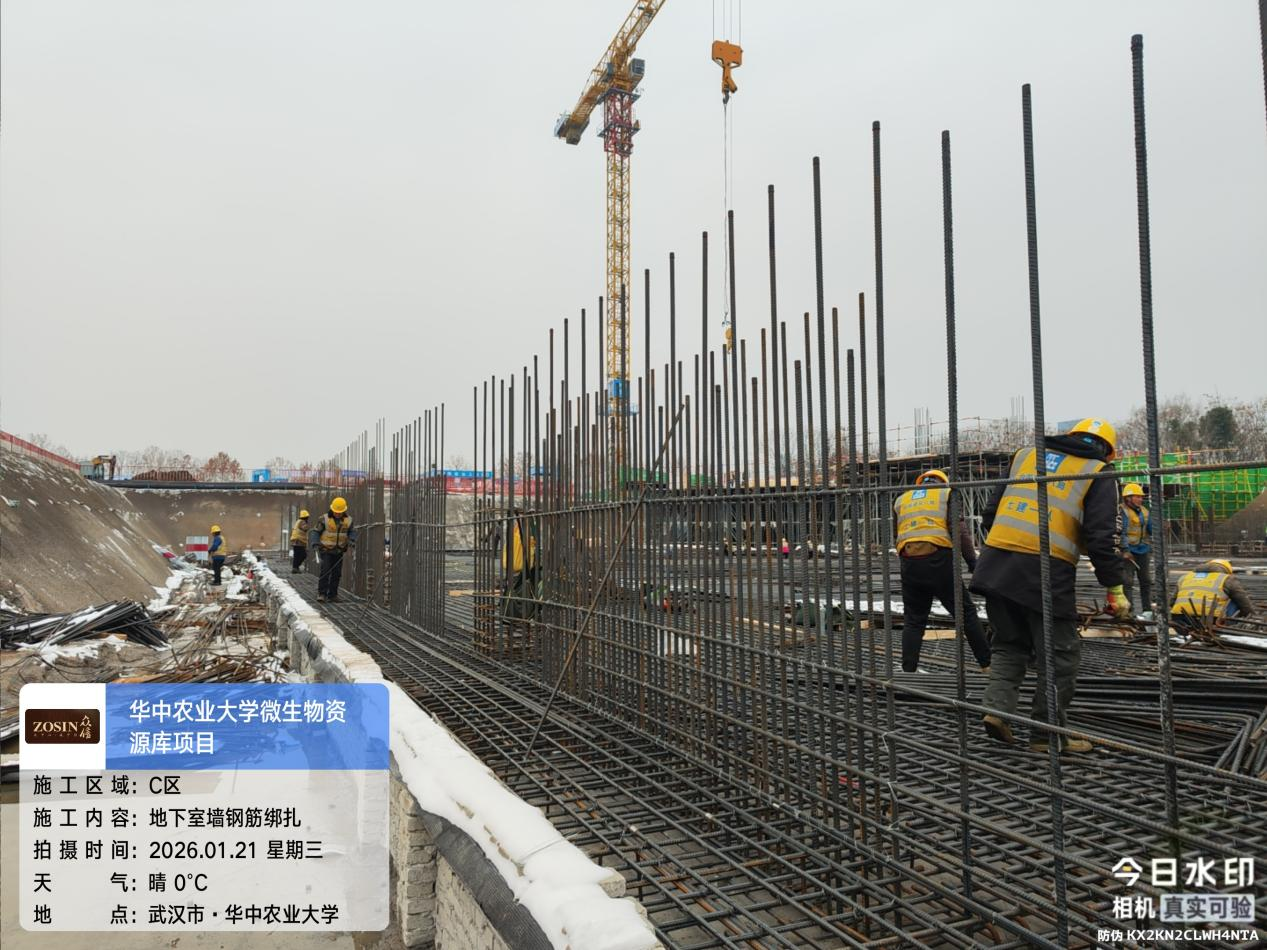 华中农业大学微生物资
源库项目
ZOSIN 众信
施工区域：C区
施工内容：地下室墙钢筋绑扎
拍摄时间：2026.01.21 星期三
天气：晴 0℃
地点：武汉市·华中农业大学
今日水印
相机 真实可验
防伪 KX2KN2CLWH4NTA